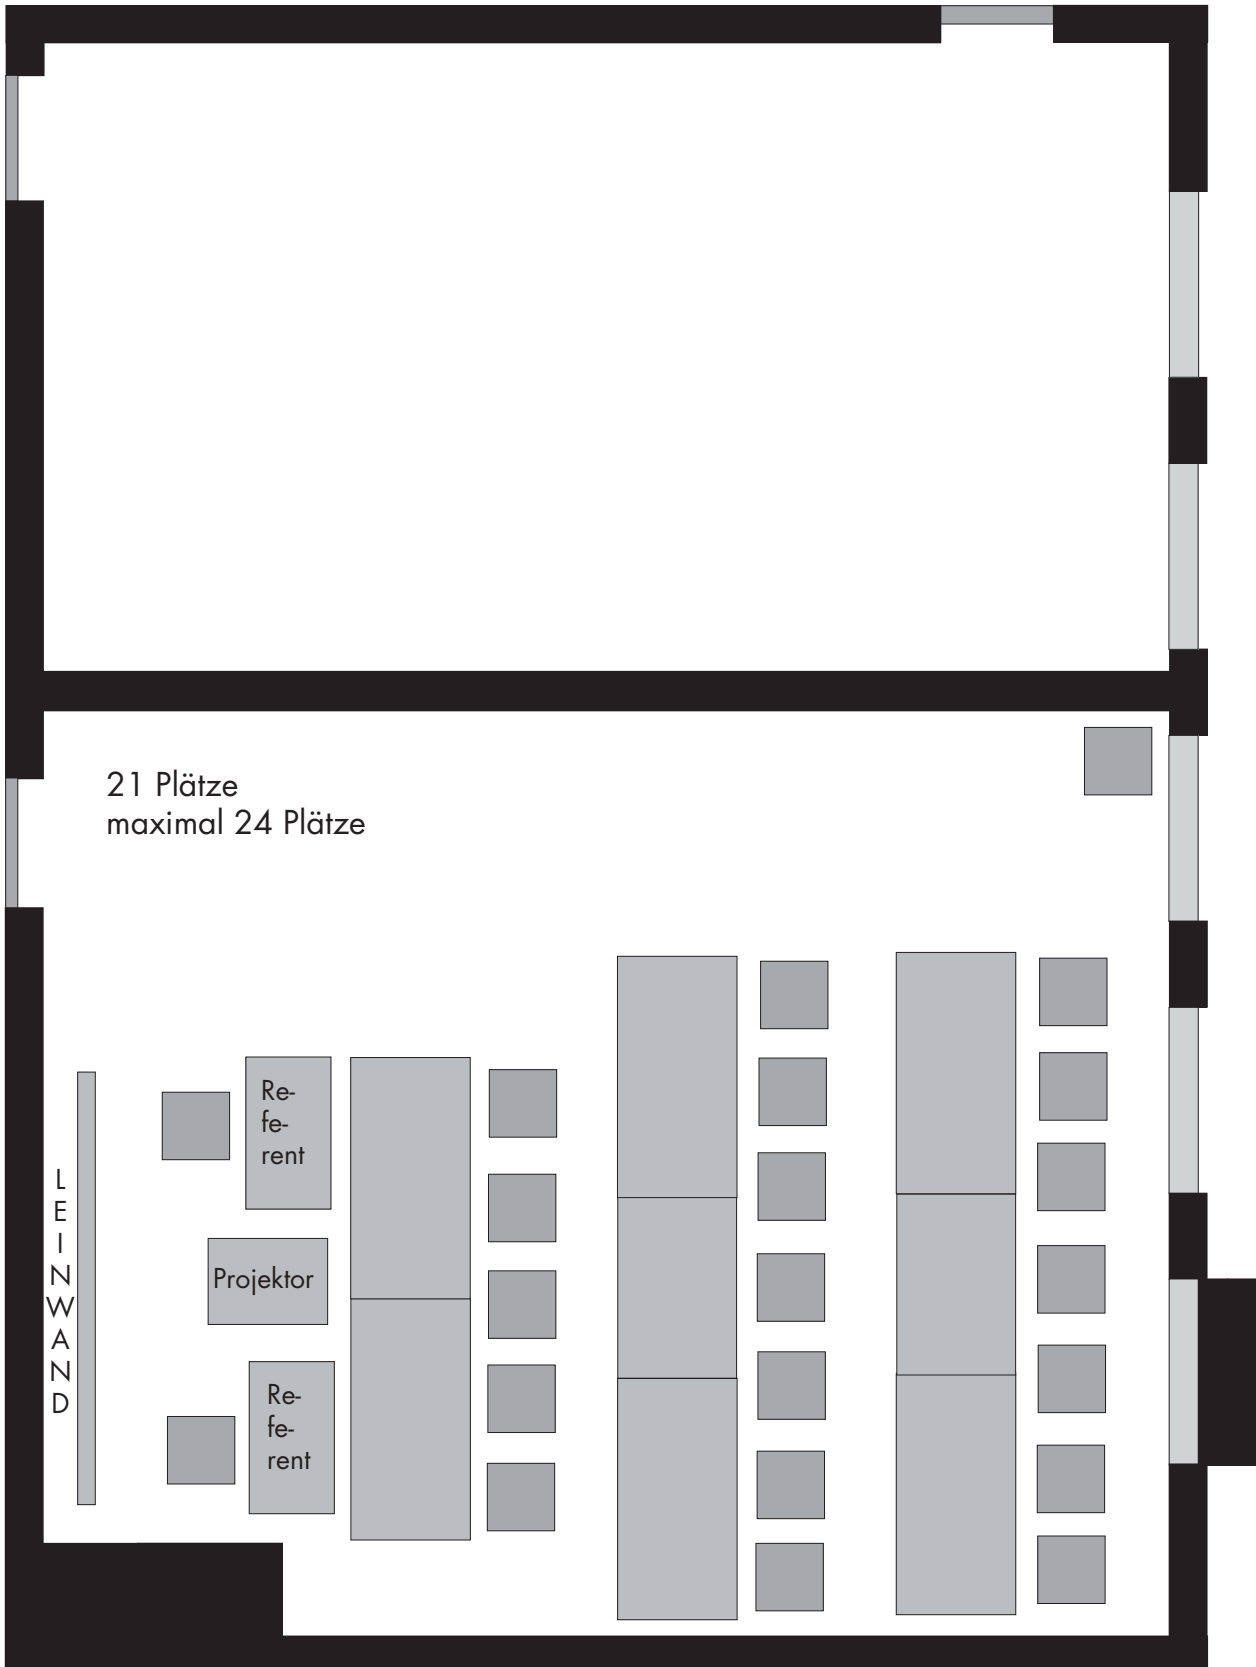 21 Plätze
maximal 24 Plätze
Re-
fe-
rent
L
E
I
N
W
A
N
D
Projektor
Re-
fe-
rent